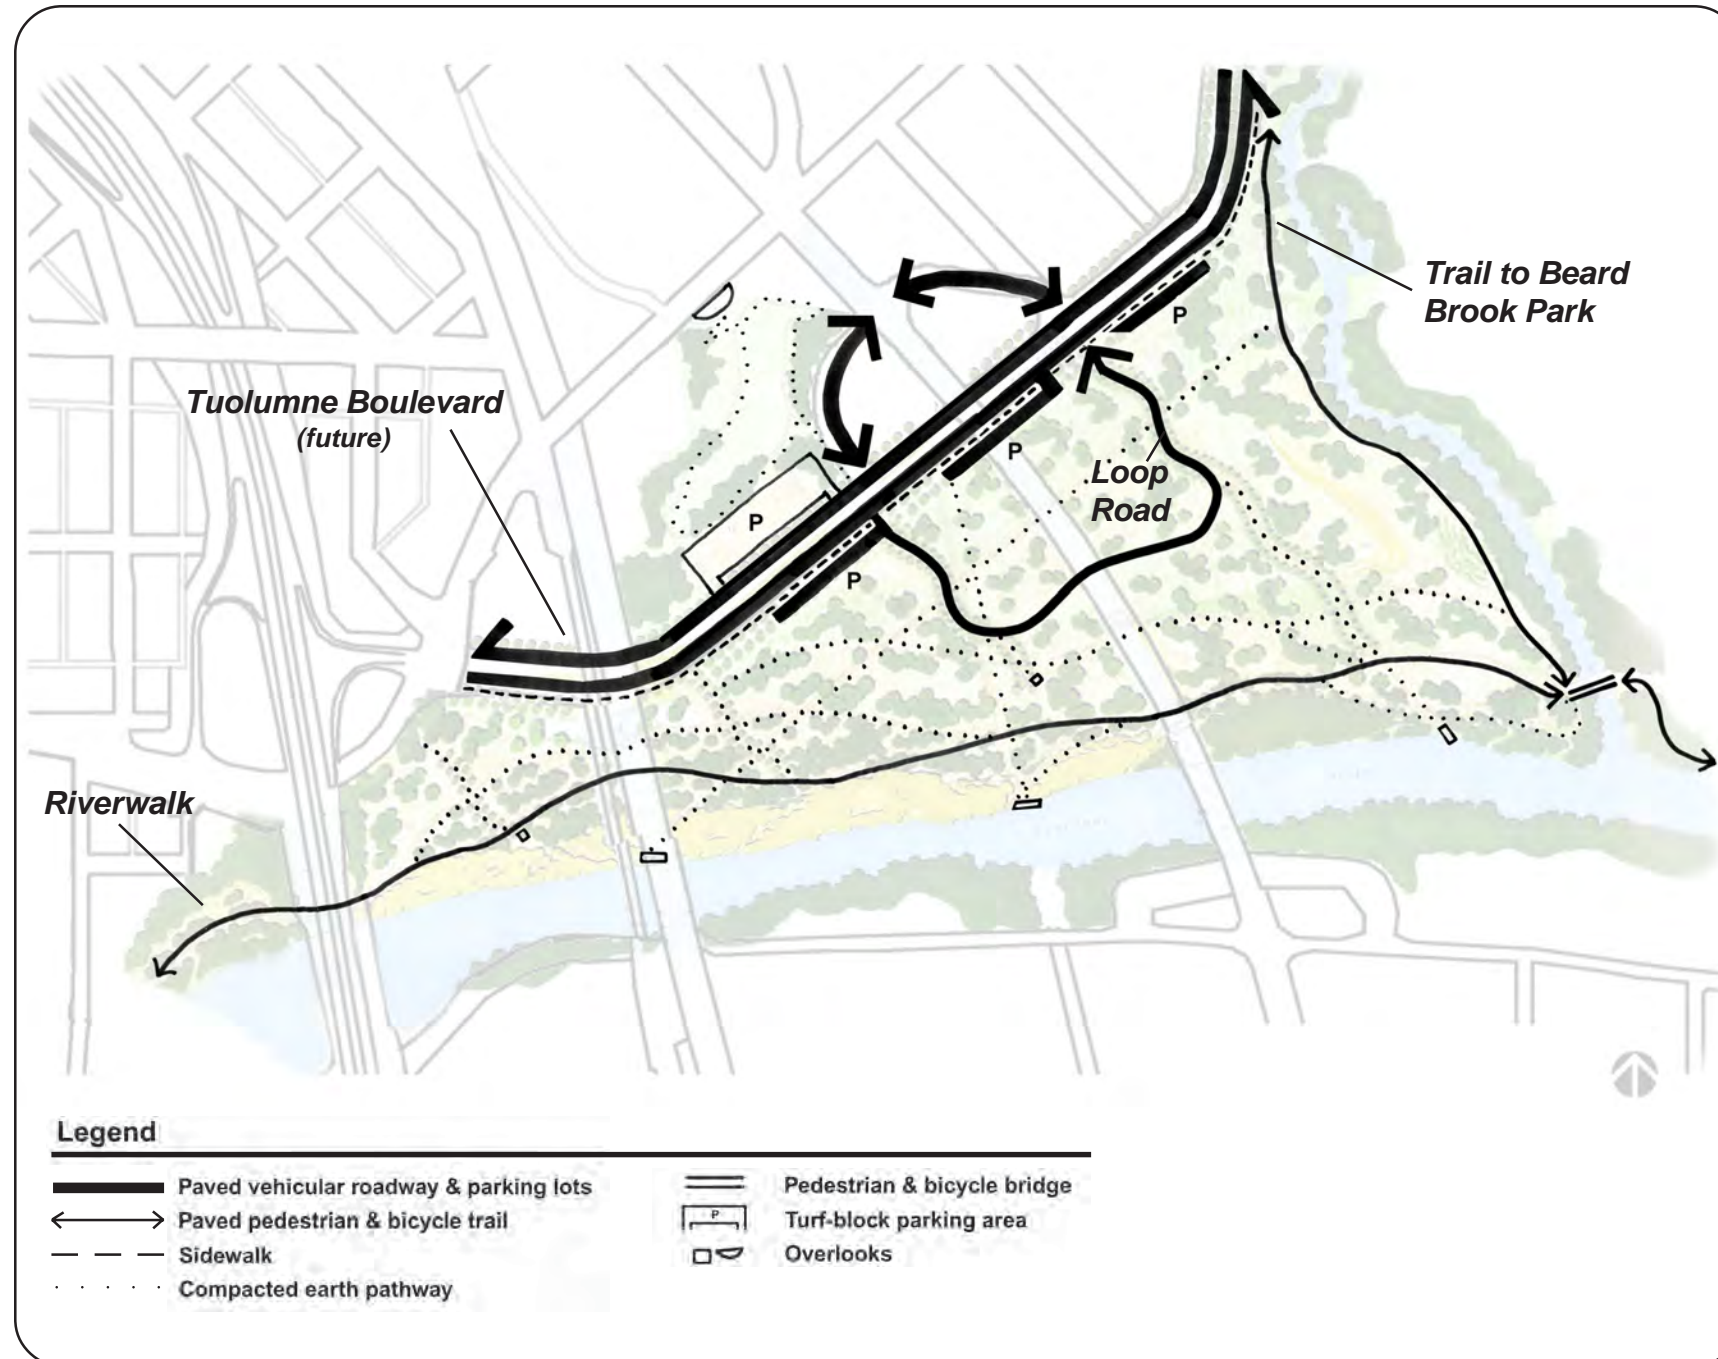 Trail to Beard
Brook Park
P
Tuolumne Boulevard
(future)
P
Loop
Road
P
P
Riverwalk
Legend
Paved vehicular roadway & parking lots
Paved pedestrian & bicycle trail
Sidewalk
Compacted earth pathway
Pedestrian & bicycle bridge
P
Turf-block parking area
Overlooks